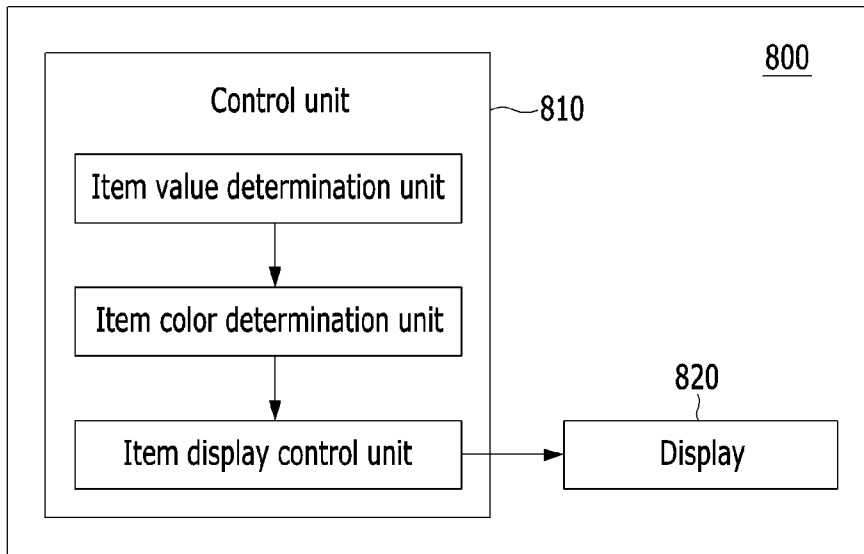 800
Control unit
810
Item value determination unit
Item color determination unit
820
Item display control unit
Display